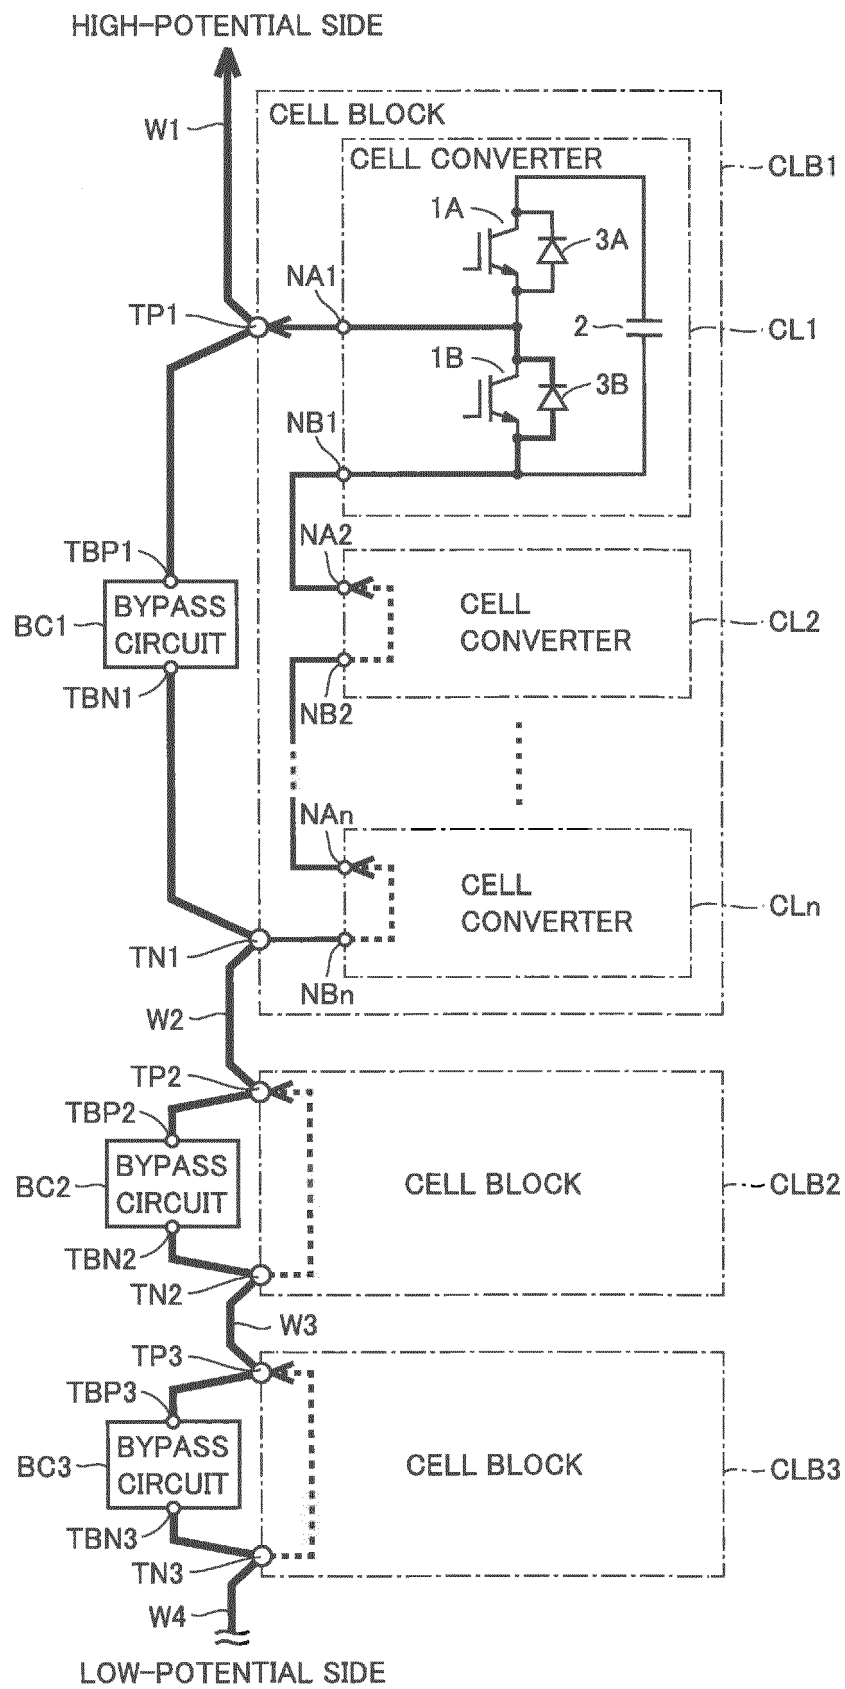 HIGH-POTENTIAL SIDE
W1
CELL BLOCK
CELL CONVERTER
CLB1
1A
3A
NA1
TP1
2
CL1
1B
3B
NB1
NA2
TBP1
BYPASS
CIRCUIT
BC1
CELL
CONVERTER
CL2
TBN1
NB2
NAn
CELL
CONVERTER
CLn
TN1
NBn
W2
TP2
TBP2
BYPASS
CIRCUIT
BC2
CELL BLOCK
CLB2
TBN2
TN2
W3
TP3
TBP3
BYPASS
CIRCUIT
BC3
CELL BLOCK
CLB3
TBN3
TN3
W4
LOW-POTENTIAL SIDE